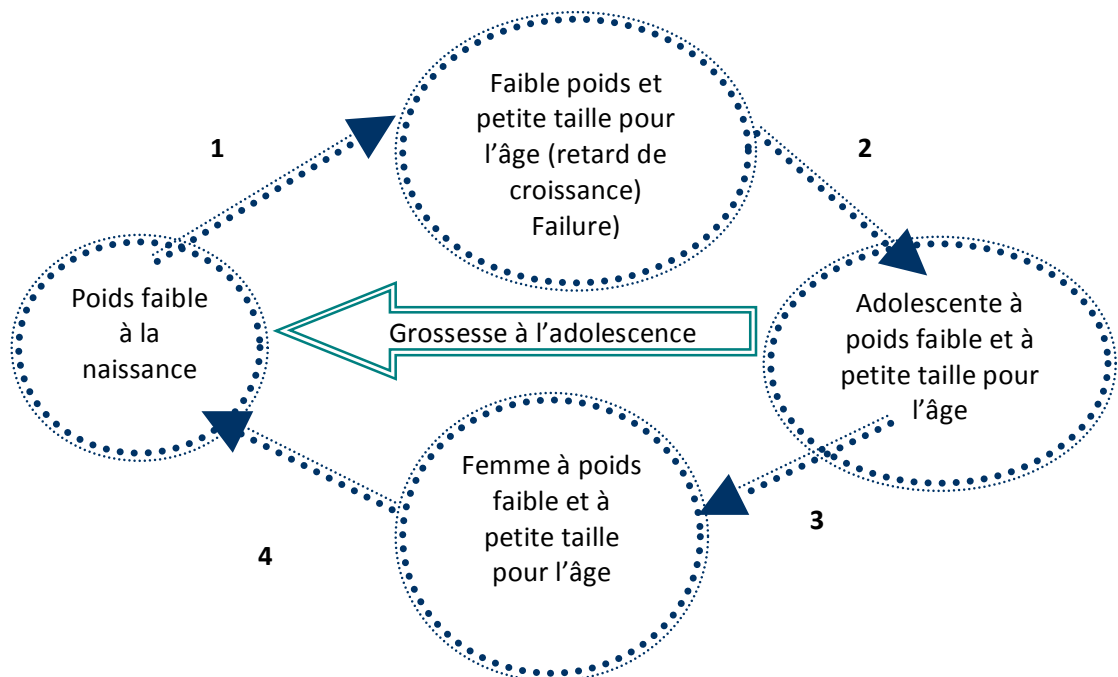 Faible poids et
petite taille pour
l'âge (retard de
croissance)
Failure)
1
2
Poids faible
à la
naissance
Grossesse à l'adolescence
Adolescente à
poids faible et à
petite taille pour
l'âge
Femme à poids
faible et à
petite taille
pour l'âge
3
4